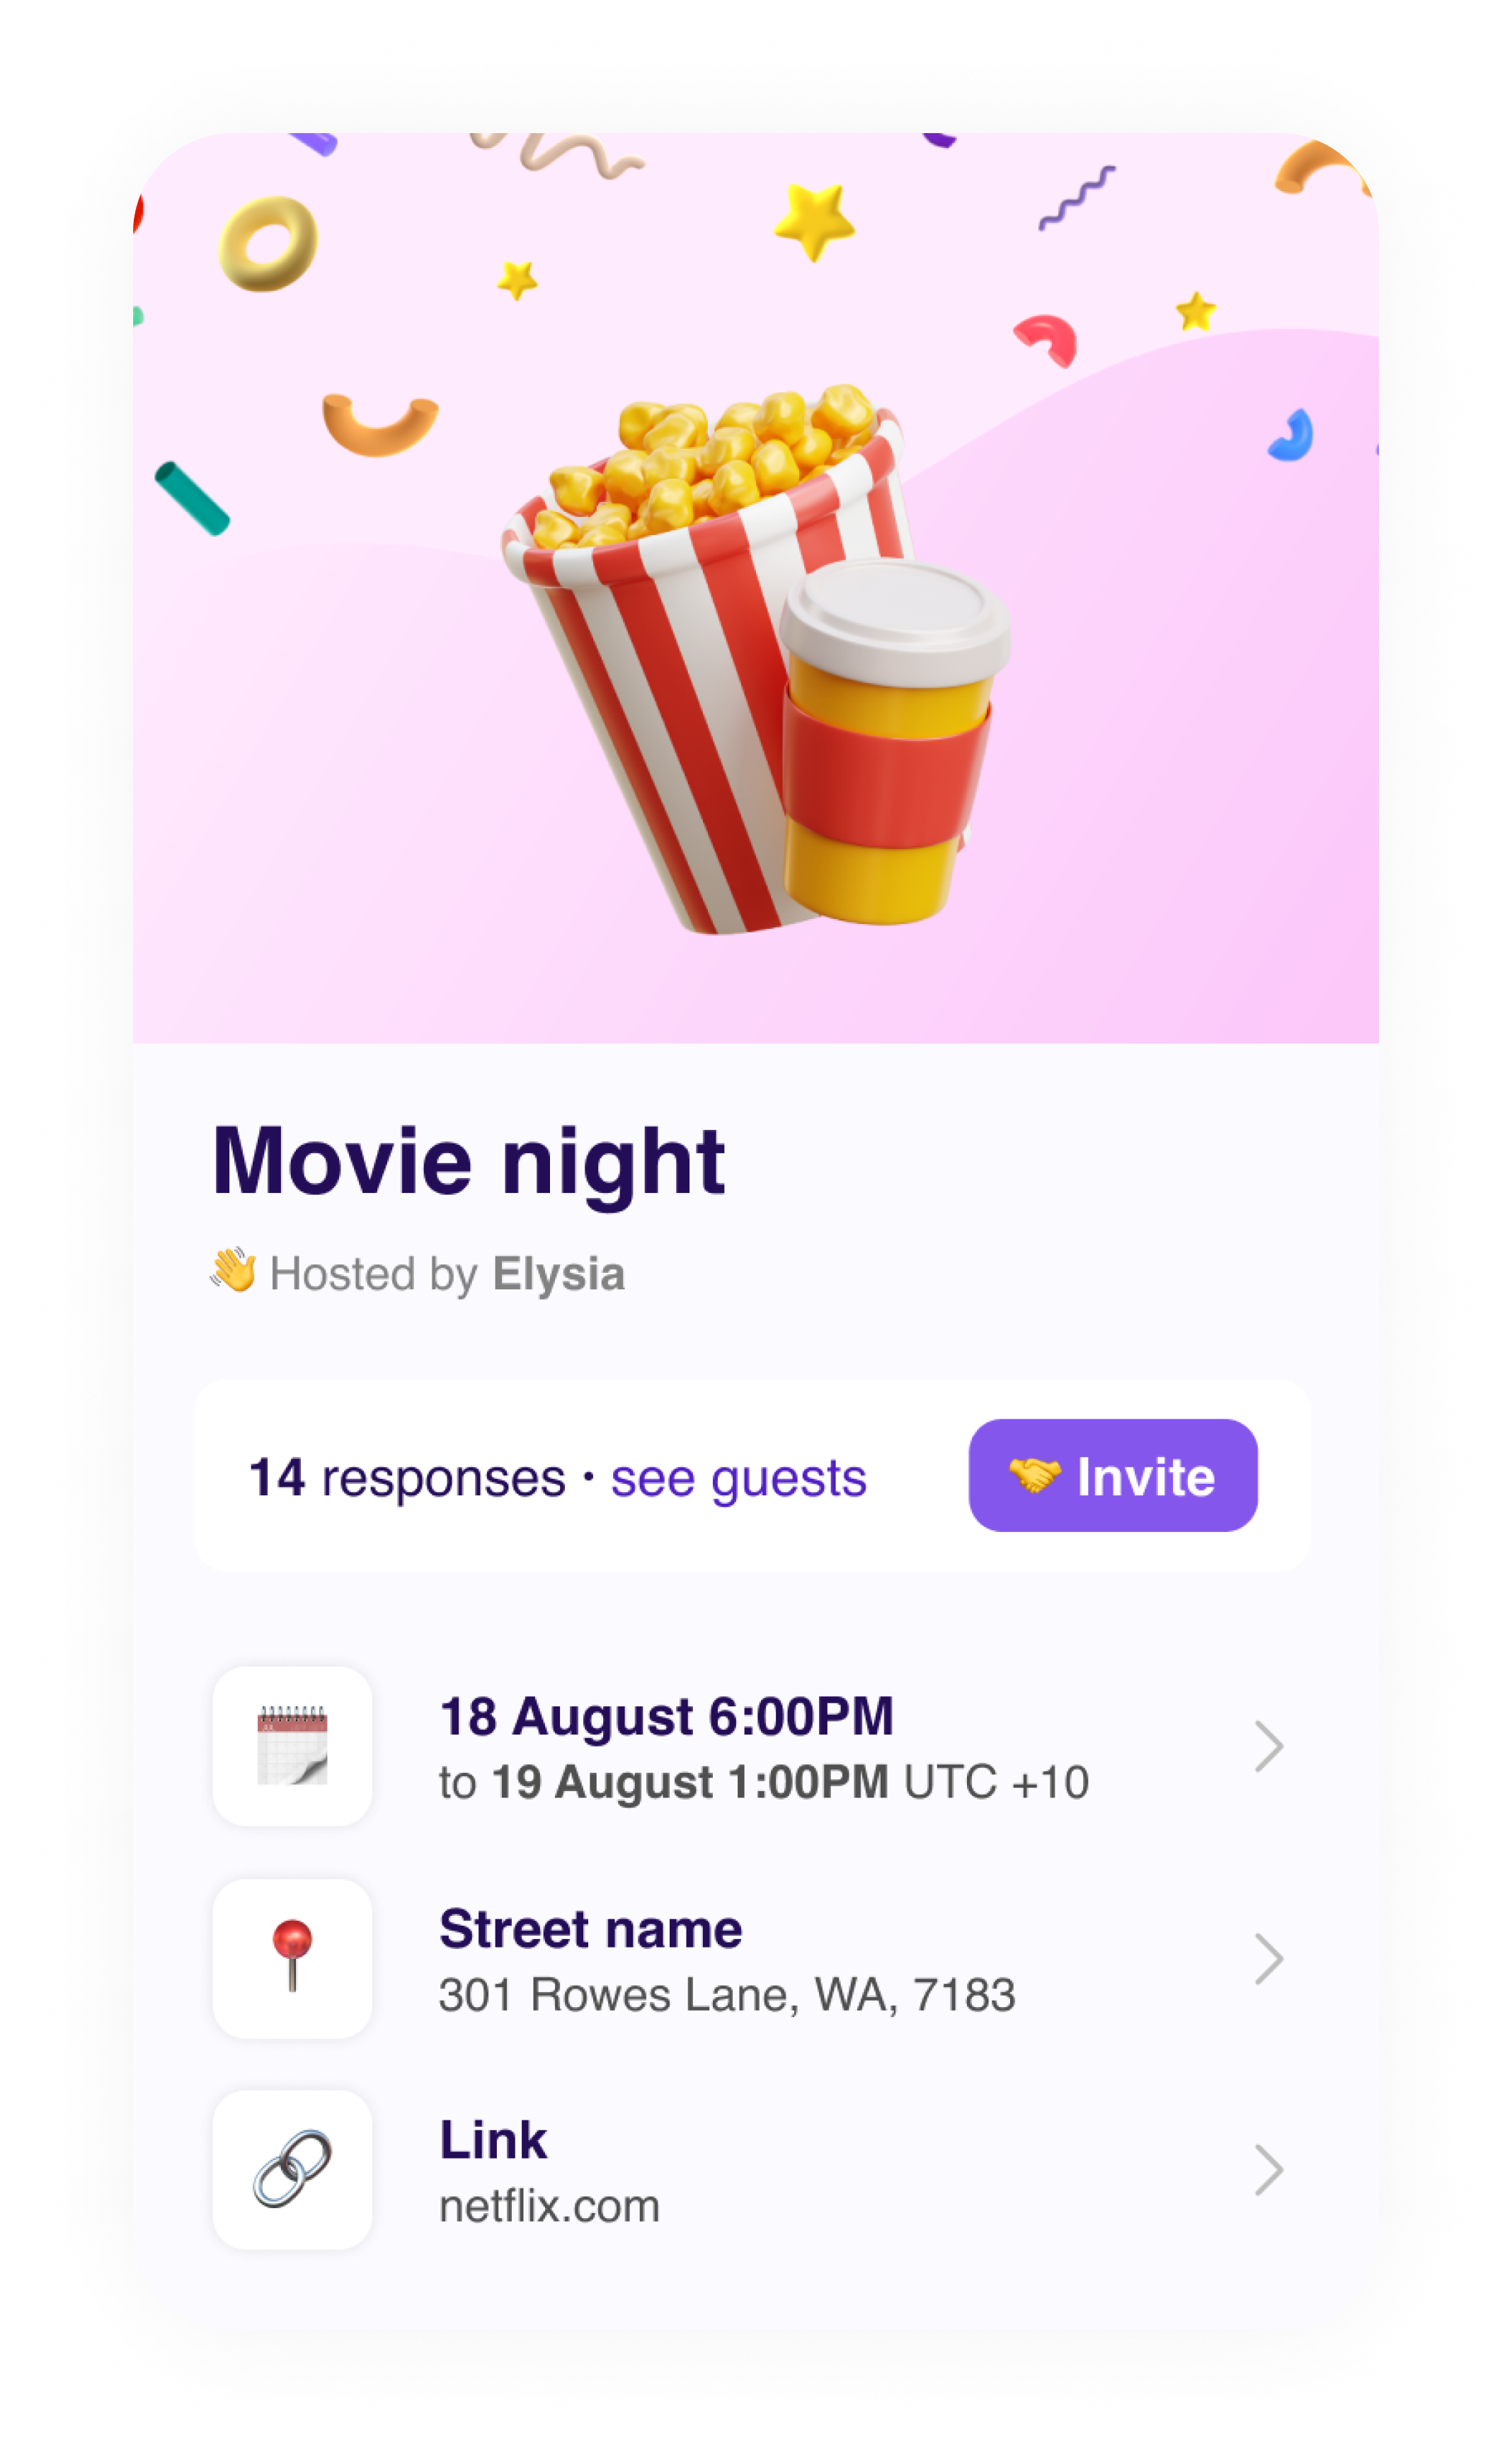 Movie night
👋 Hosted by Elysia
14 responses • see guests
🤝 Invite
18 August 6:00PM
to 19 August 1:00PM UTC +10
Street name
301 Rowes Lane, WA, 7183
Link
netflix.com